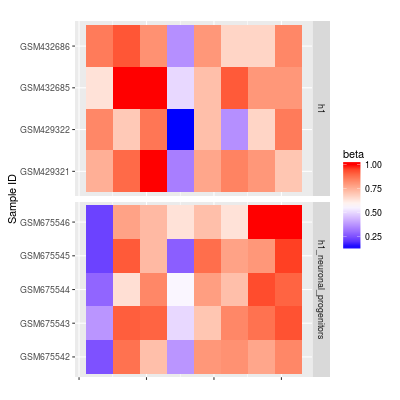 Sample ID
GSM432686
GSM432685
GSM429322
GSM429321
h1
GSM675546
GSM675545
GSM675544
GSM675543
GSM675542
h1_neuronal_progenitors
beta
1.00
0.75
0.50
0.25